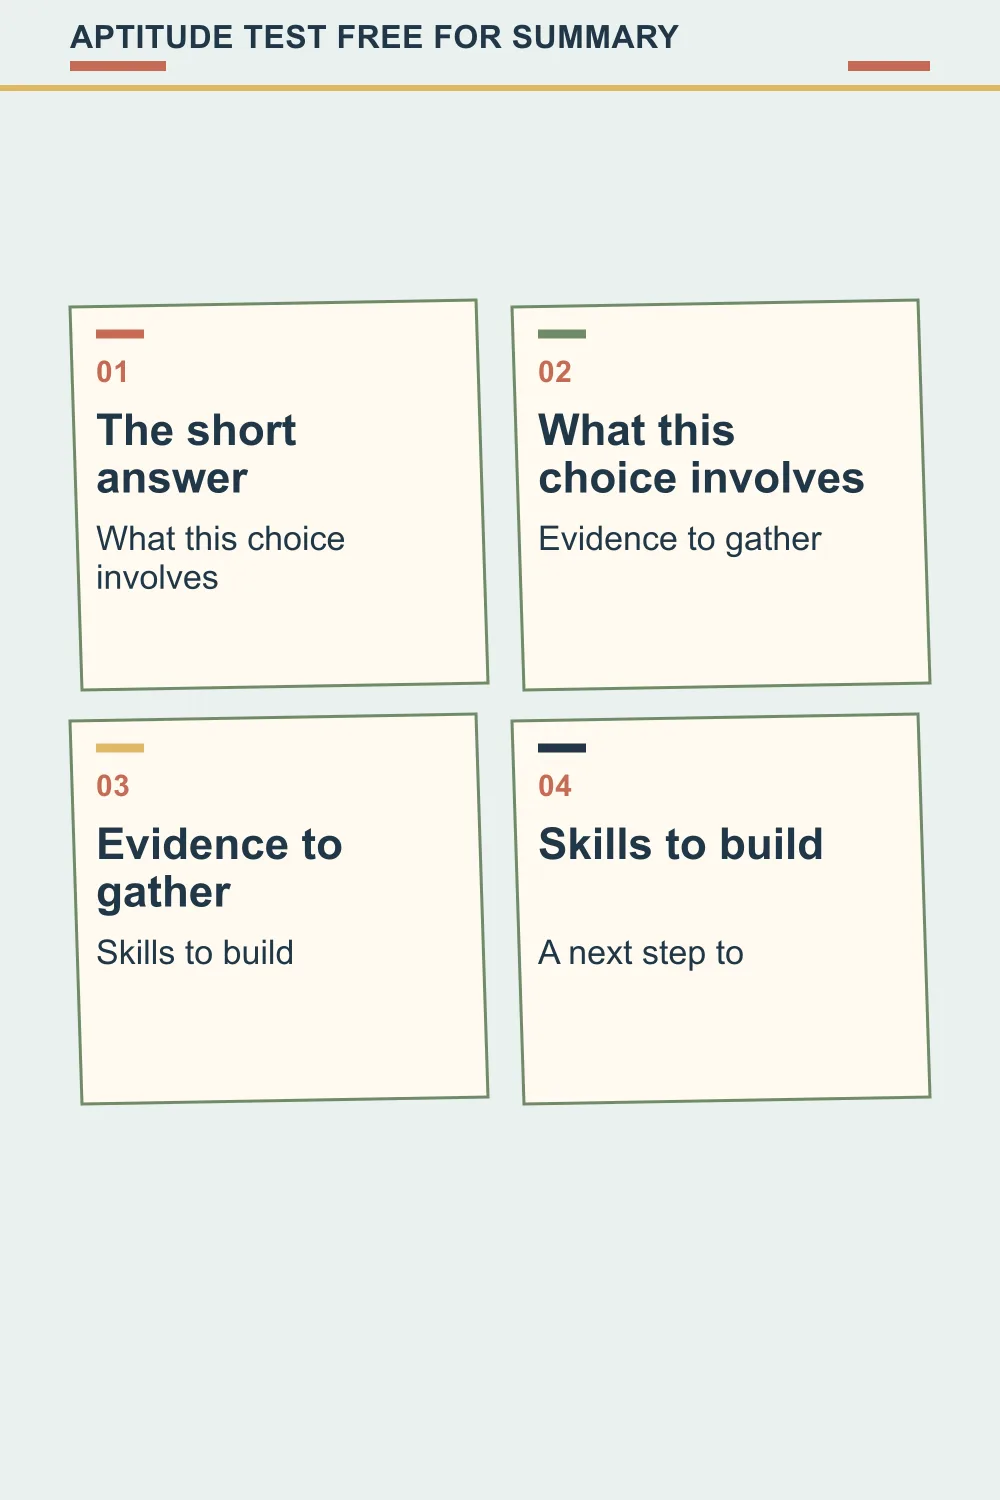 APTITUDE TEST FREE FOR SUMMARY
01
The short
answer
What this choice
involves
02
What this
choice involves
Evidence to gather
03
Evidence to
gather
Skills to build
04
Skills to build
A next step to